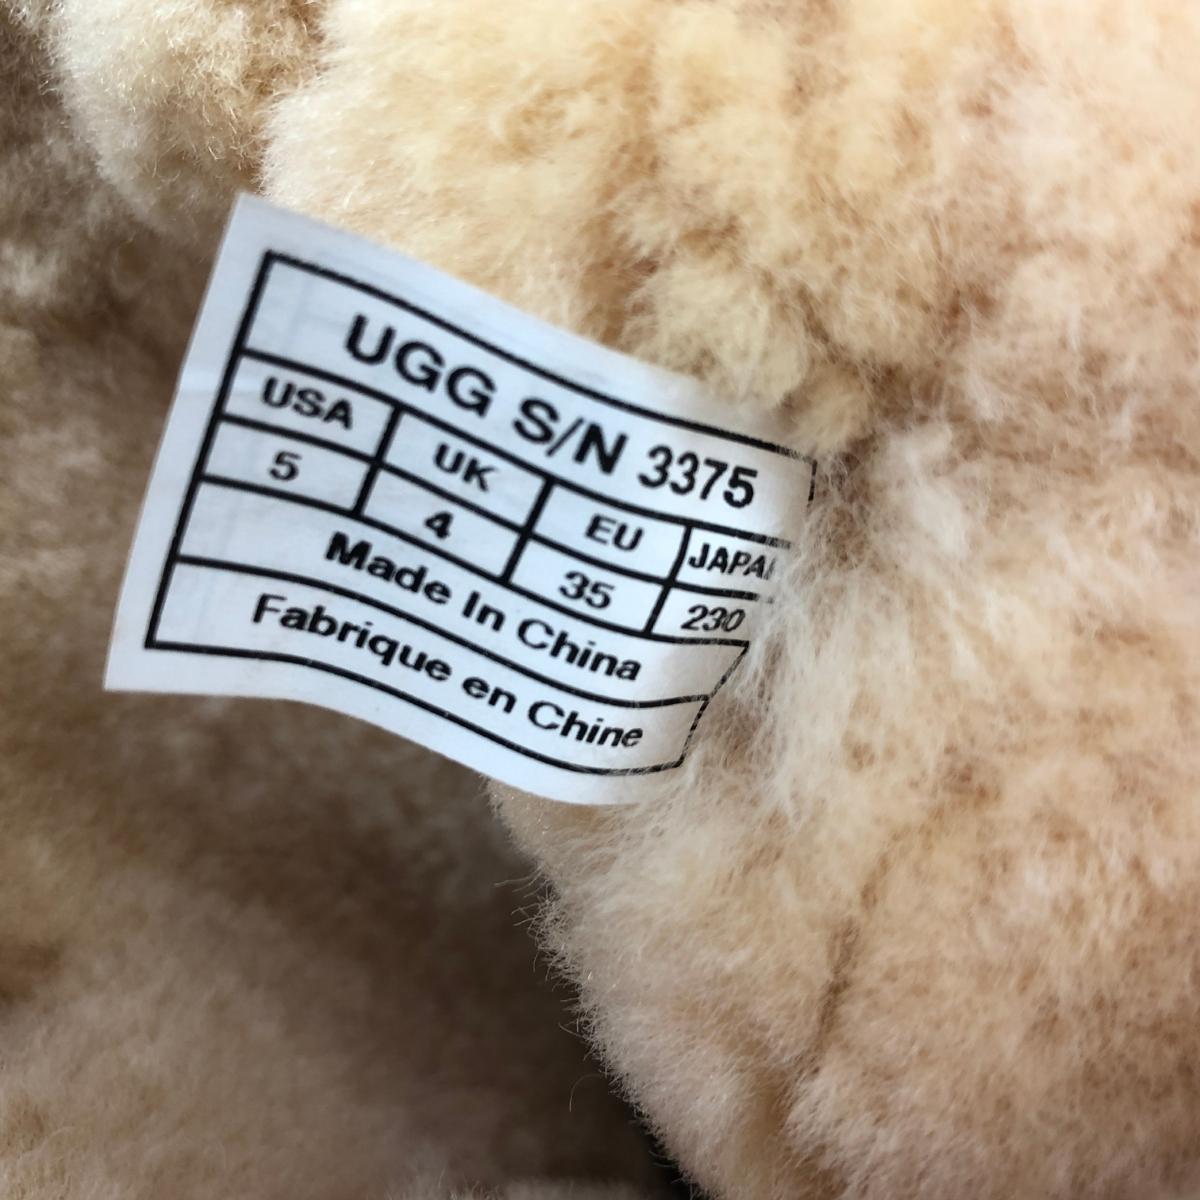 UGG S/N 3375
USA UK EU JAPA
5 4 35 230
Made In China
Fabrique en Chine